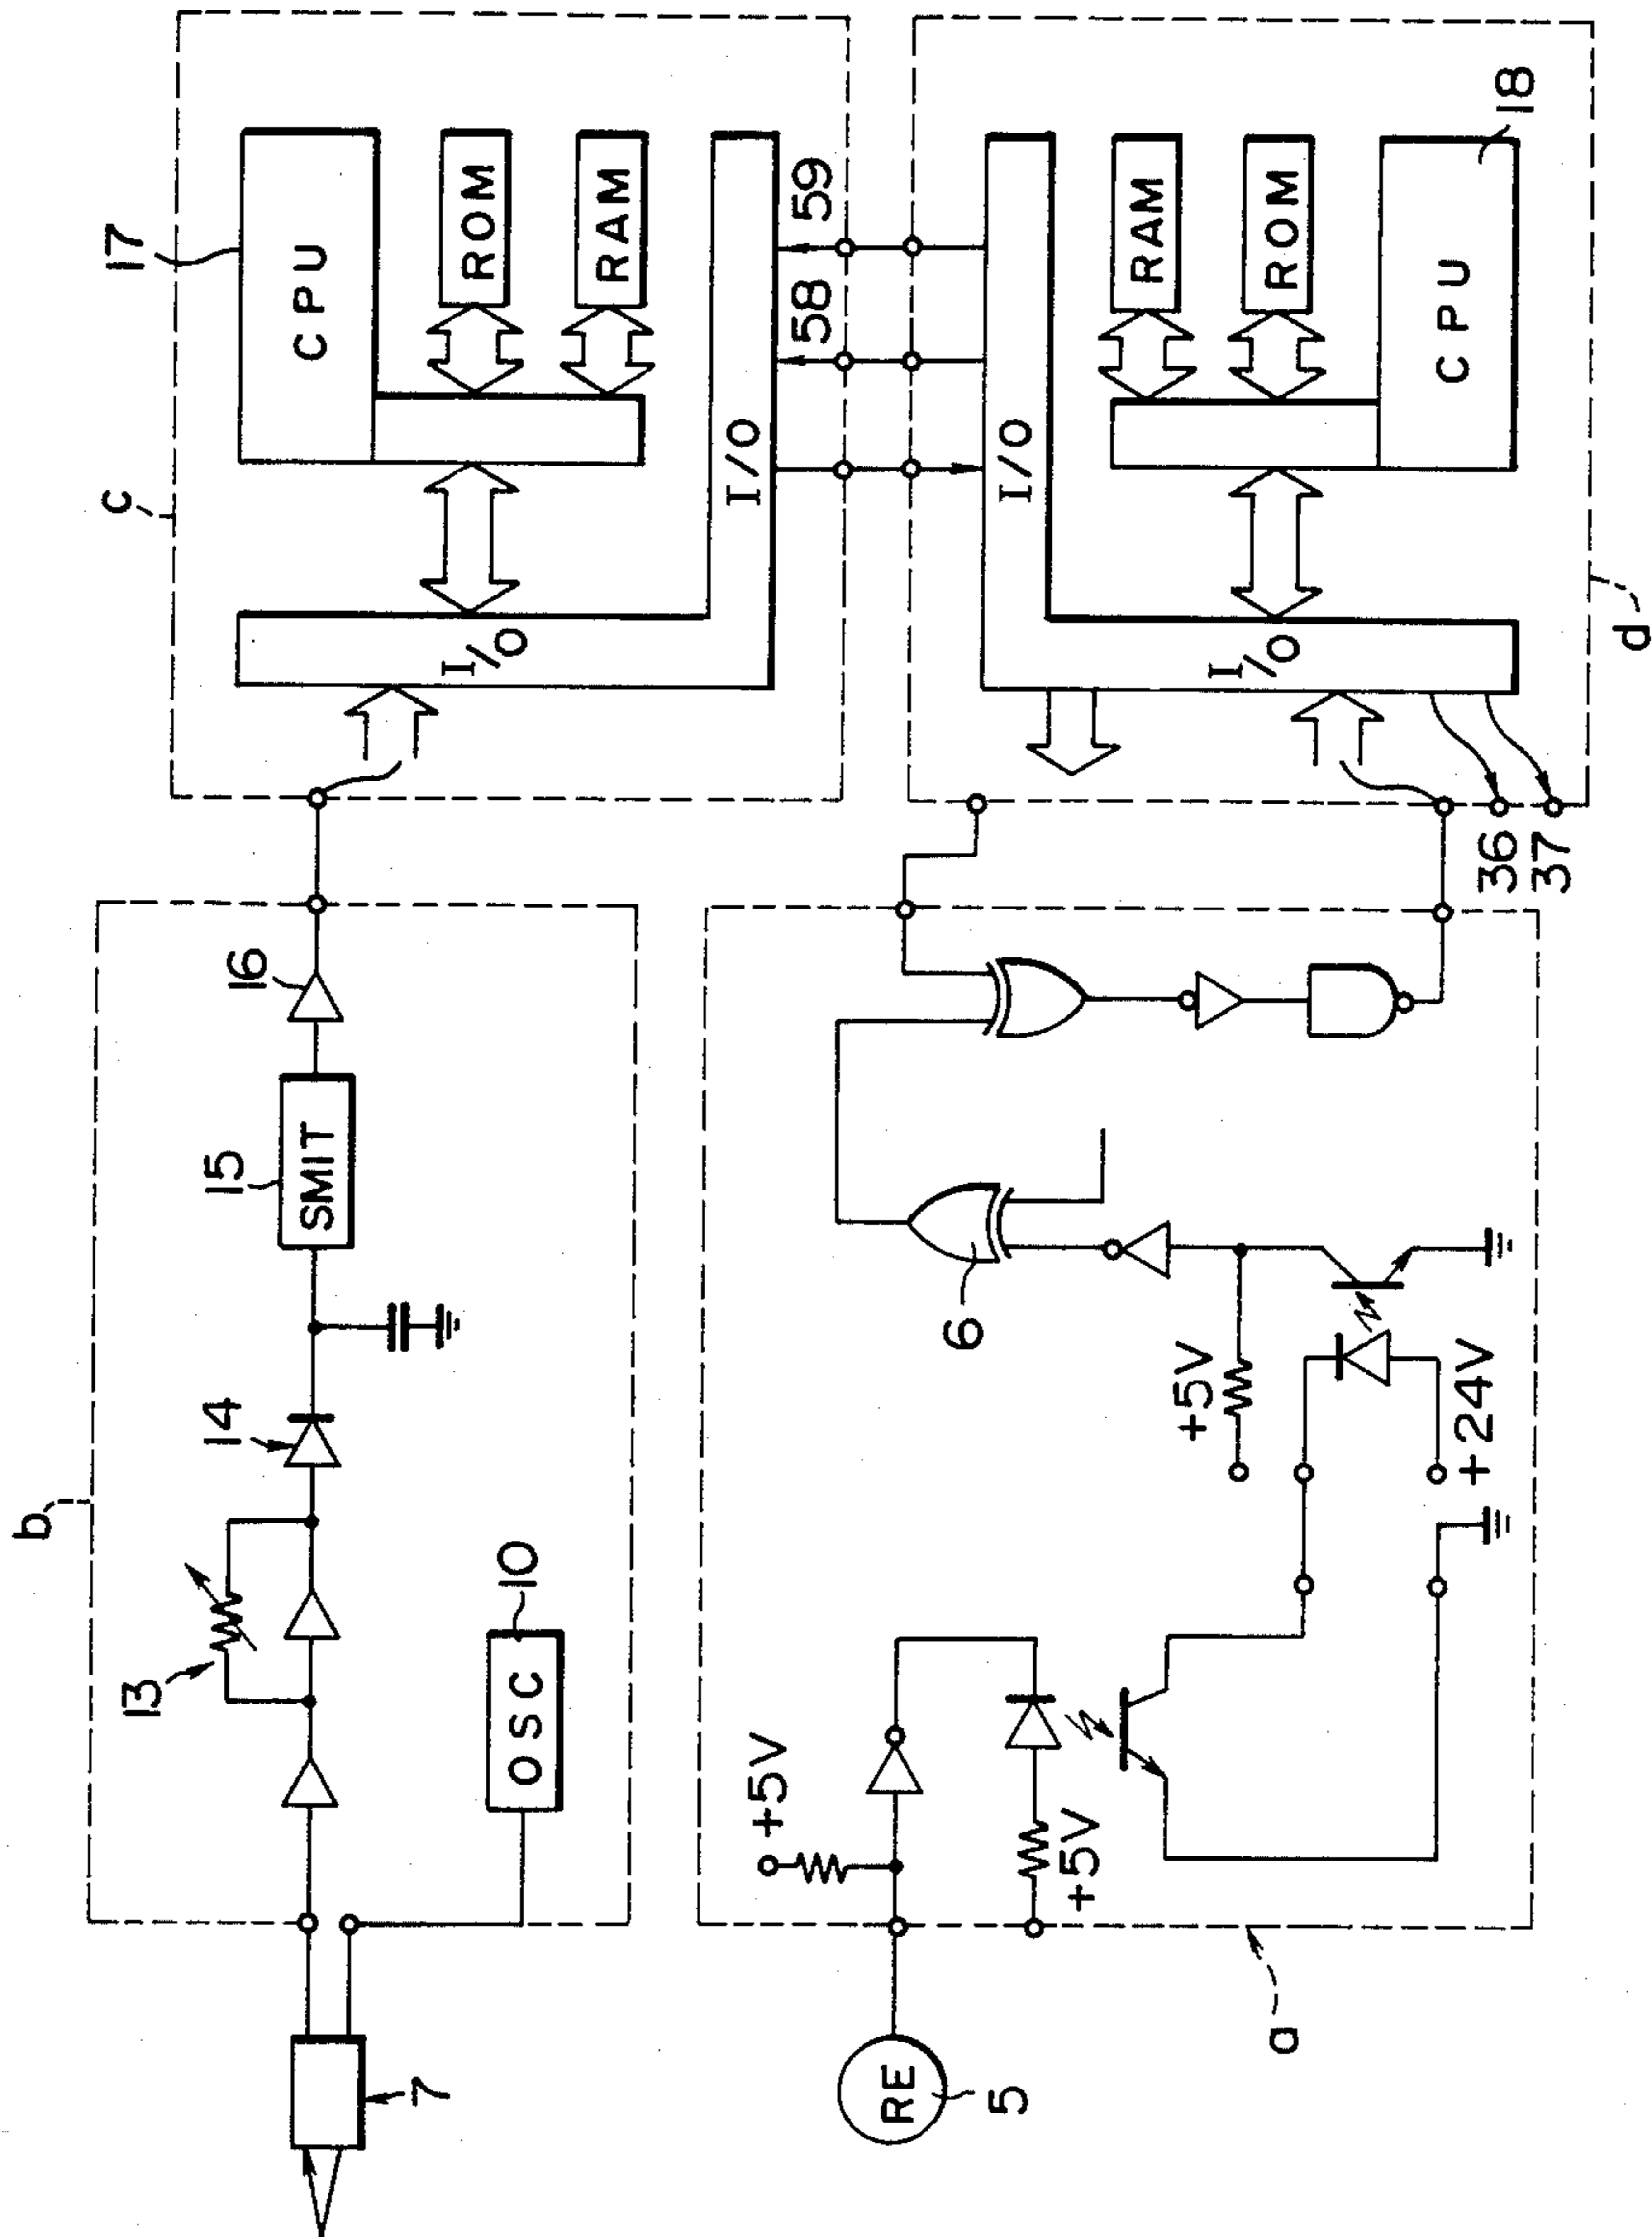 b
13
14
15
SMIT
16
7
10
OSC
c
17
CPU
ROM
RAM
I/O
I/O
58
59
RE
5
+5V
+5V
6
+5V
+24V
a
I/O
I/O
RAM
ROM
CPU
18
36
37
d